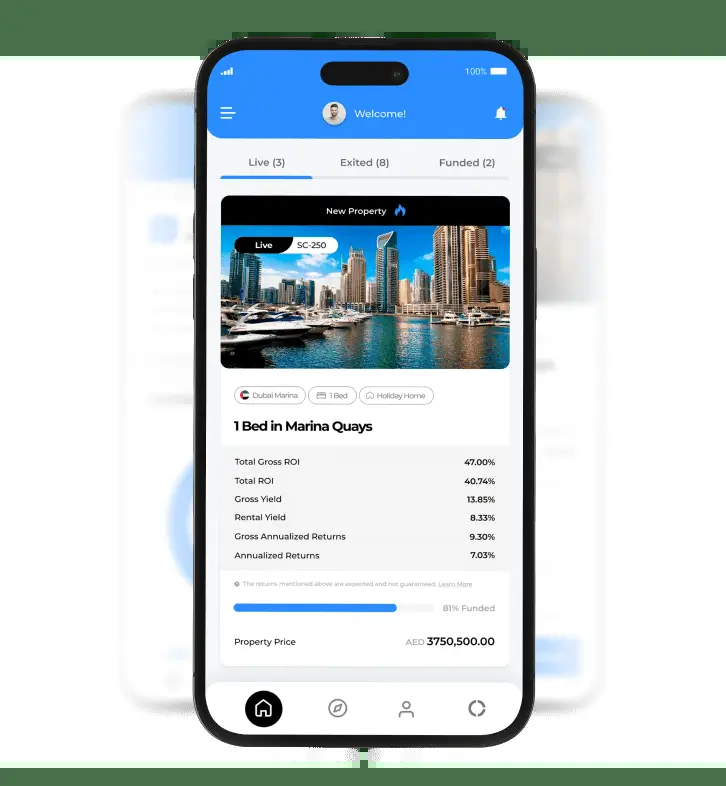 100%
Welcome!
Live (3) Exited (8) Funded (2)
New Property
Live SC-250
Dubai Marina 1 Bed Holiday Home
1 Bed in Marina Quays
Total Gross ROI 47.00%
Total ROI 40.74%
Gross Yield 13.85%
Rental Yield 8.33%
Gross Annualized Returns 9.30%
Annualized Returns 7.03%
The returns mentioned above are expected and not guaranteed. Learn More
81% Funded
Property Price AED 3750,500.00